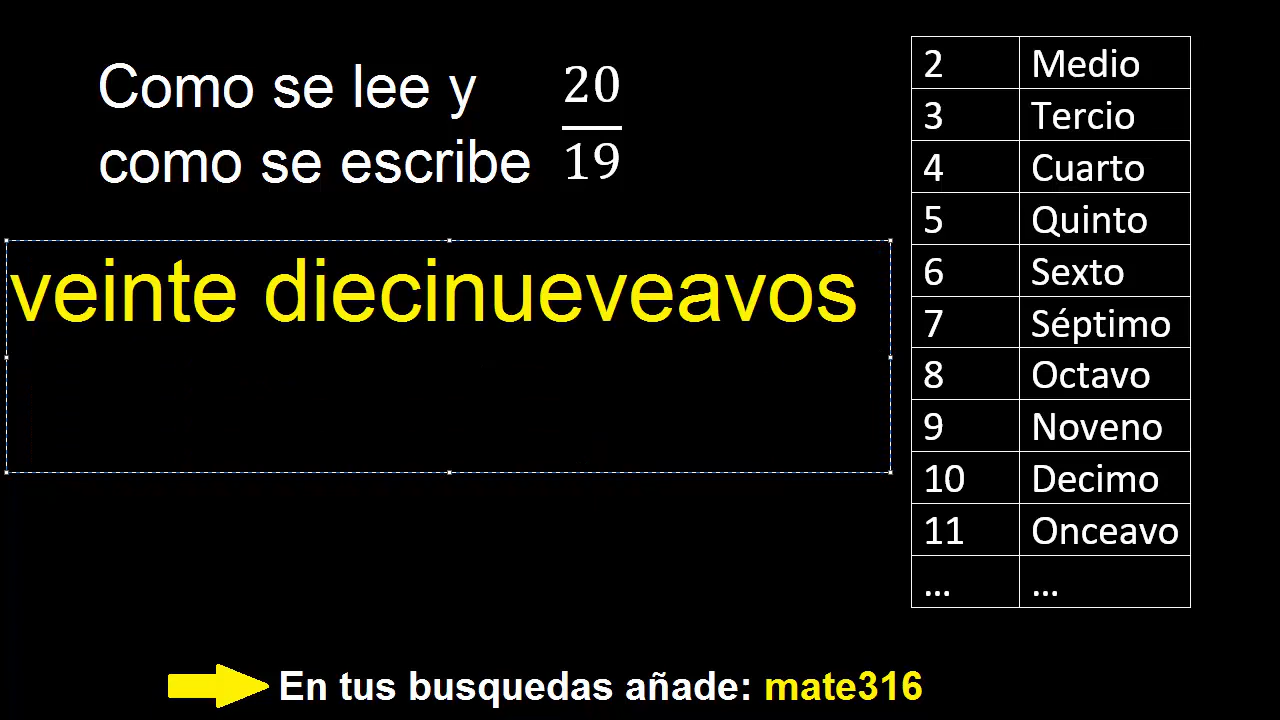 Como se lee y
como se escribe
20
19
veinte diecinueveavos
2 Medio
3 Tercio
4 Cuarto
5 Quinto
6 Sexto
7 Séptimo
8 Octavo
9 Noveno
10 Decimo
11 Onceavo
... ...
En tus busquedas añade: mate316